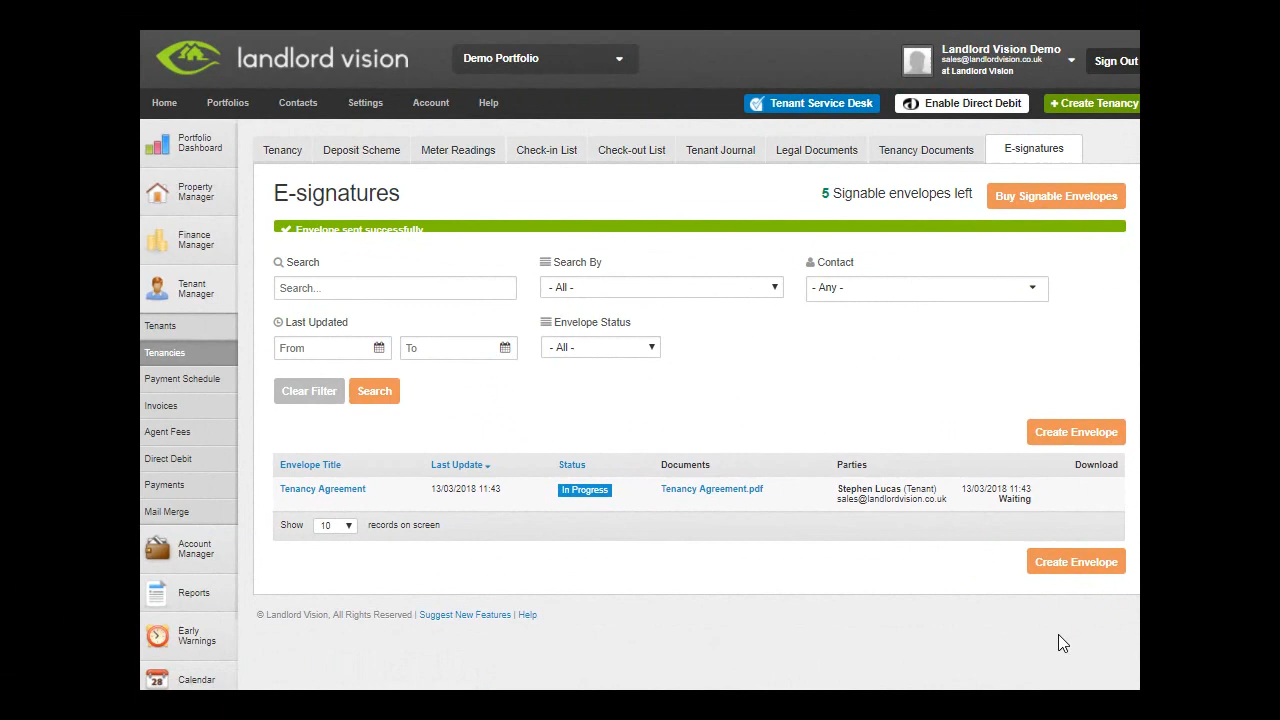 landlord vision
Demo Portfolio
Landlord Vision Demo
sales@landlordvision.co.uk
at Landlord Vision
Sign Out
Home Portfolios Contacts Settings Account Help
Tenant Service Desk
Enable Direct Debit
+ Create Tenancy
Portfolio
Dashboard
Property
Manager
Finance
Manager
Tenant
Manager
Tenants
Tenancies
Payment Schedule
Invoices
Agent Fees
Direct Debit
Payments
Mail Merge
Account
Manager
Reports
Early
Warnings
28
Calendar
Tenancy Deposit Scheme Meter Readings Check-in List Check-out List Tenant Journal Legal Documents Tenancy Documents E-signatures
E-signatures
5 Signable envelopes left
Buy Signable Envelopes
Envelope sent successfully
Search
Search By
Contact
Search...
- All -
- Any -
Last Updated
Envelope Status
From
To
- All -
Clear Filter
Search
Create Envelope
Envelope Title Last Update Status Documents Parties Download
Tenancy Agreement 13/03/2018 11:43 In Progress Tenancy Agreement.pdf Stephen Lucas (Tenant) 13/03/2018 11:43
sales@landlordvision.co.uk Waiting
Show 10 records on screen
Create Envelope
© Landlord Vision, All Rights Reserved | Suggest New Features | Help